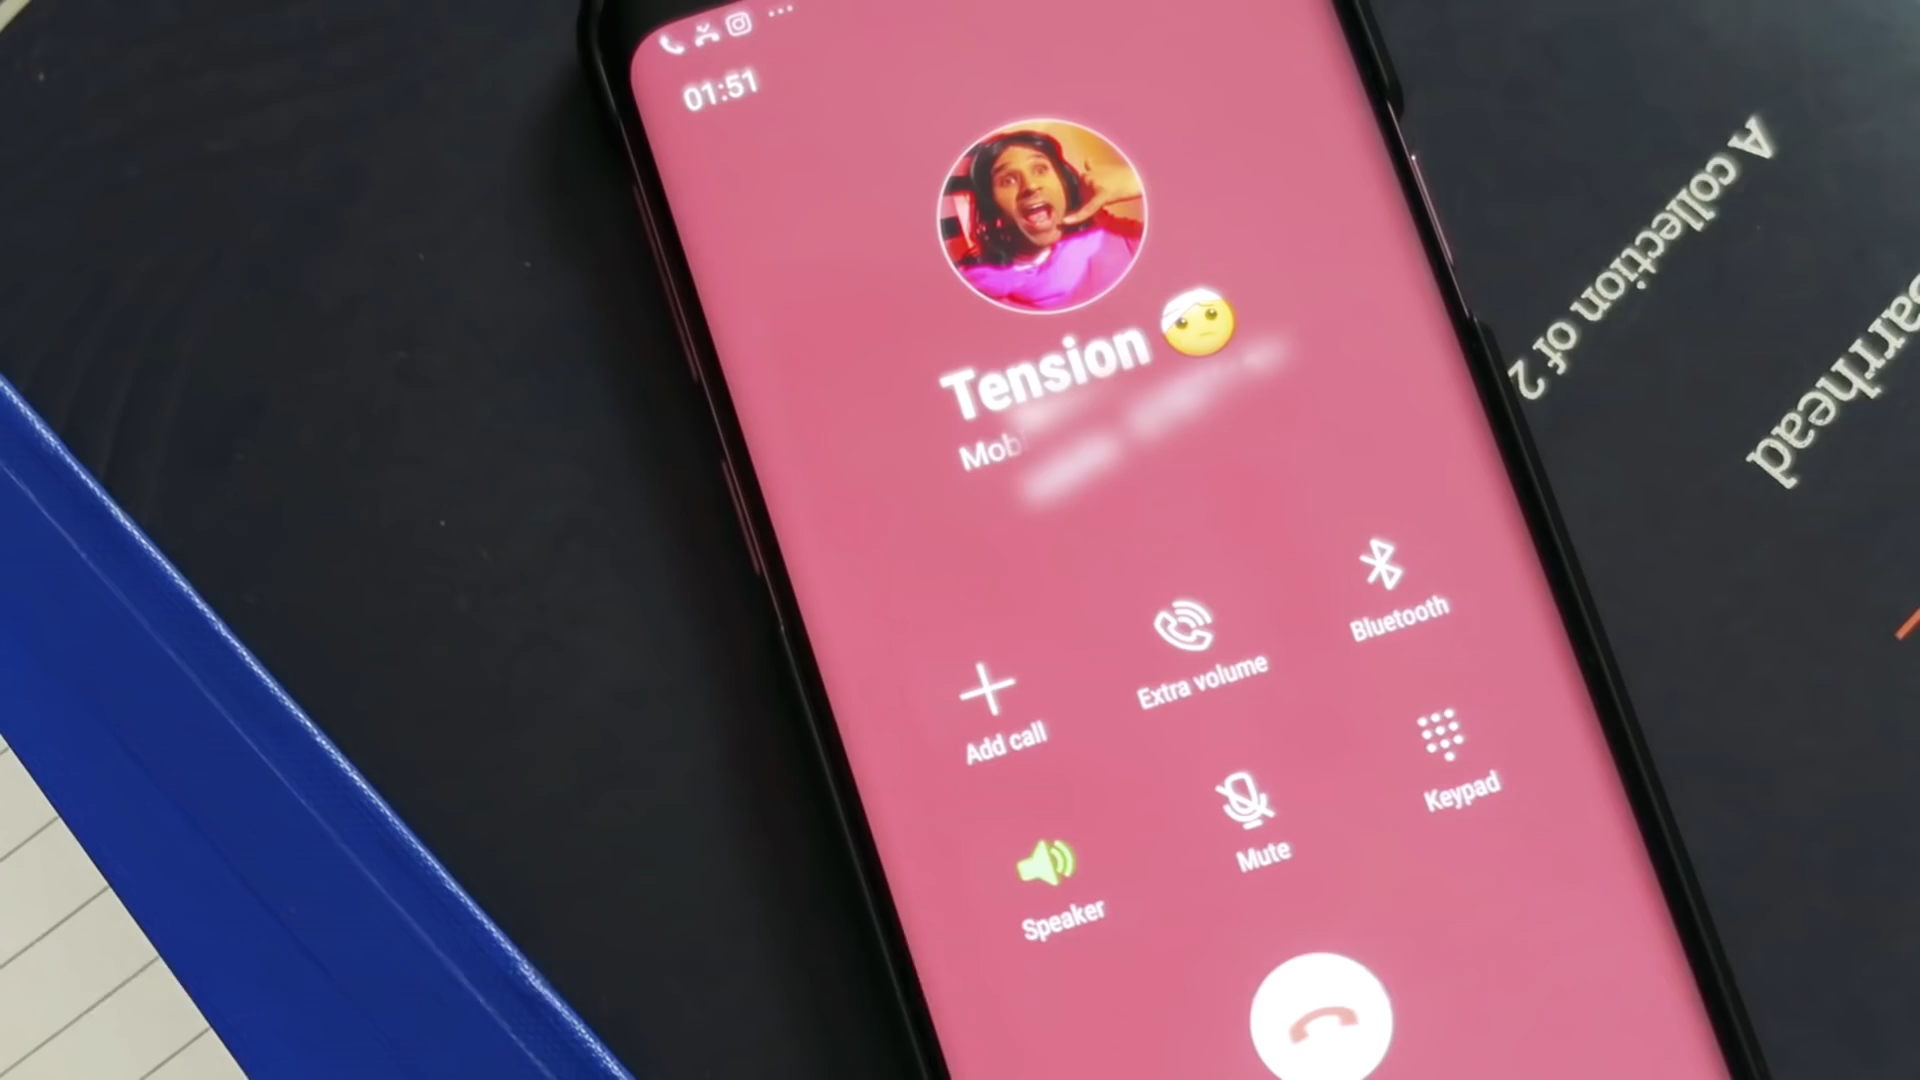 01:51
Tension 🤕
Mob
Add call
Extra volume
Bluetooth
Speaker
Mute
Keypad
A collection of 2
arrhead